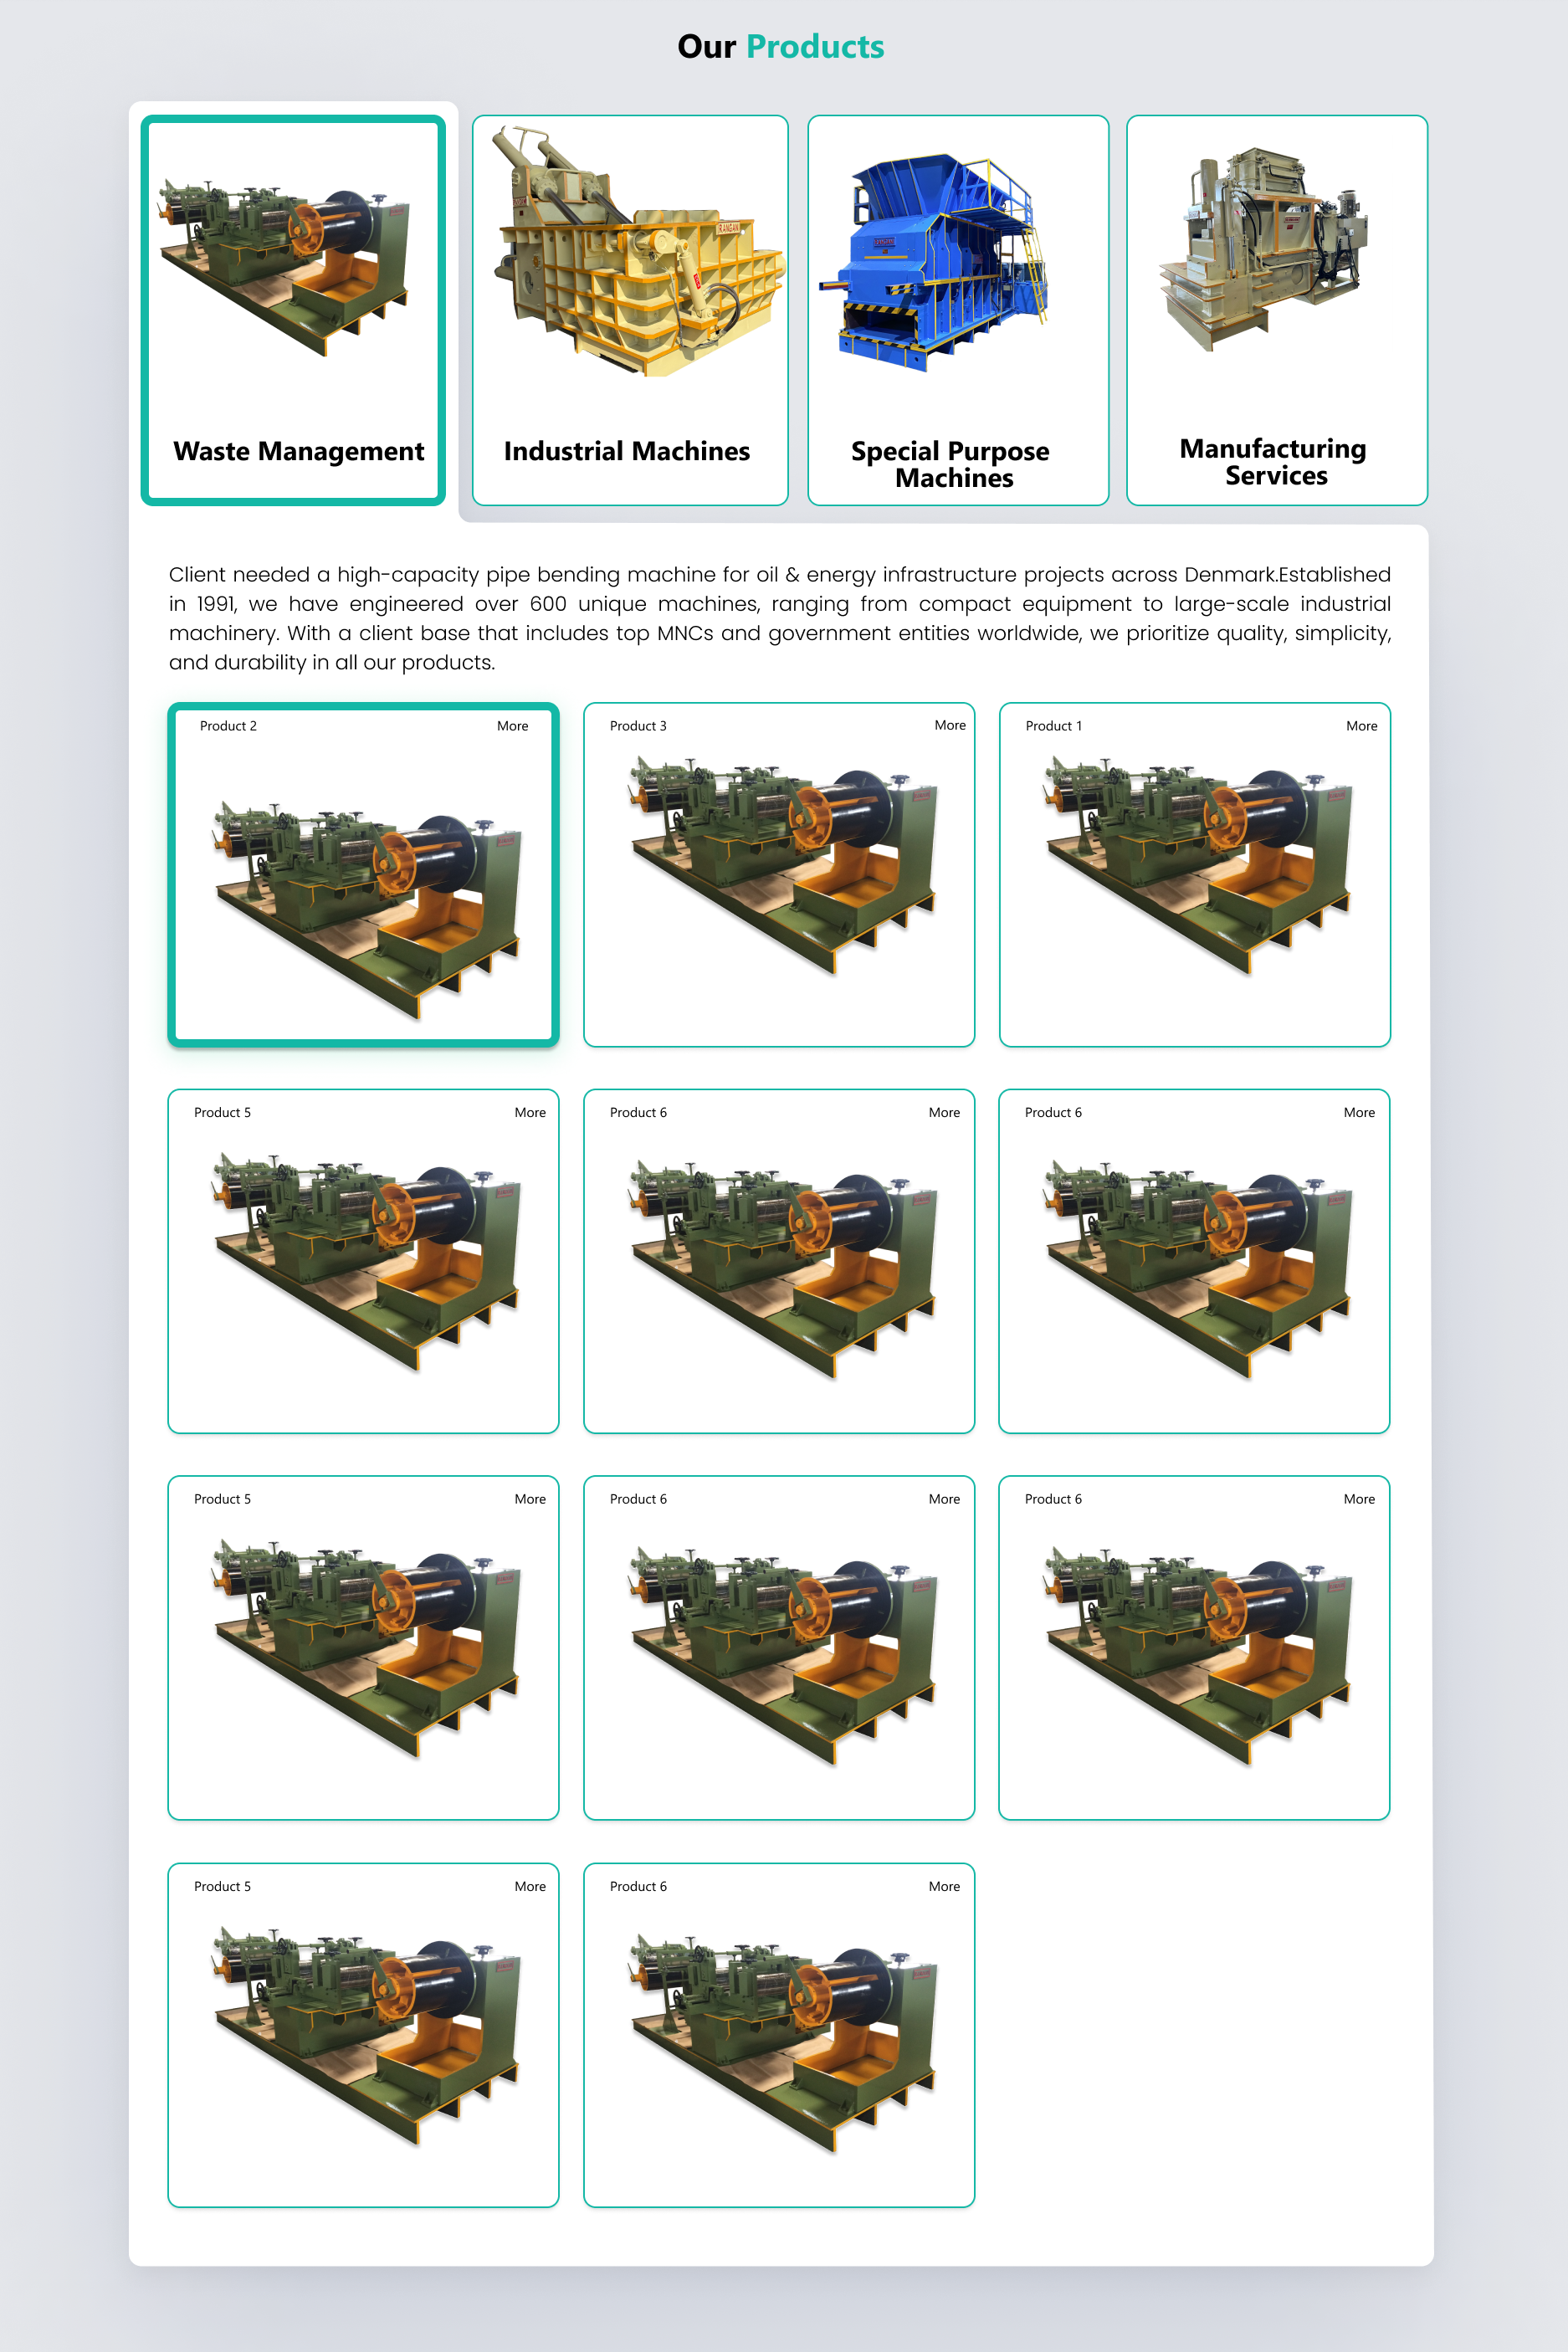 Our Products
Waste Management
Industrial Machines
Special Purpose
Machines
Manufacturing
Services
Client needed a high-capacity pipe bending machine for oil & energy infrastructure projects across Denmark.Established
in 1991, we have engineered over 600 unique machines, ranging from compact equipment to large-scale industrial
machinery. With a client base that includes top MNCs and government entities worldwide, we prioritize quality, simplicity,
and durability in all our products.
Product 2 More
Product 3 More
Product 1 More
Product 5 More
Product 6 More
Product 6 More
Product 5 More
Product 6 More
Product 6 More
Product 5 More
Product 6 More